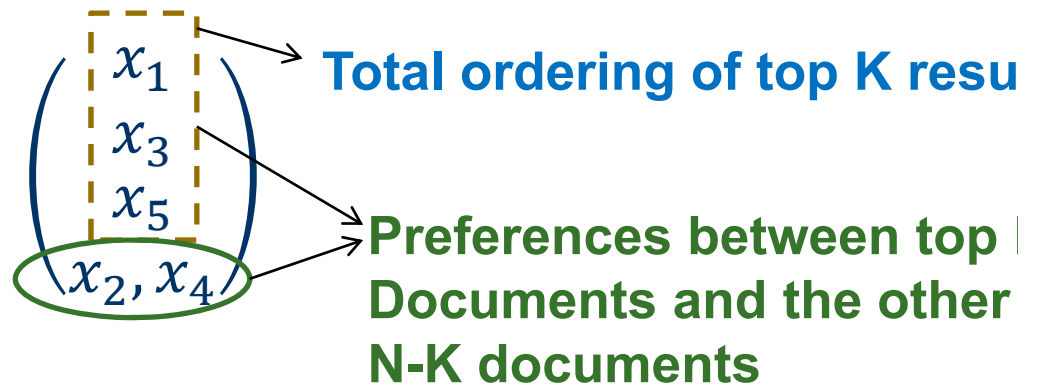 x₁
Total ordering of top K resu
x₃
x₅
Preferences between top
x₂, x₄
Documents and the other
N-K documents